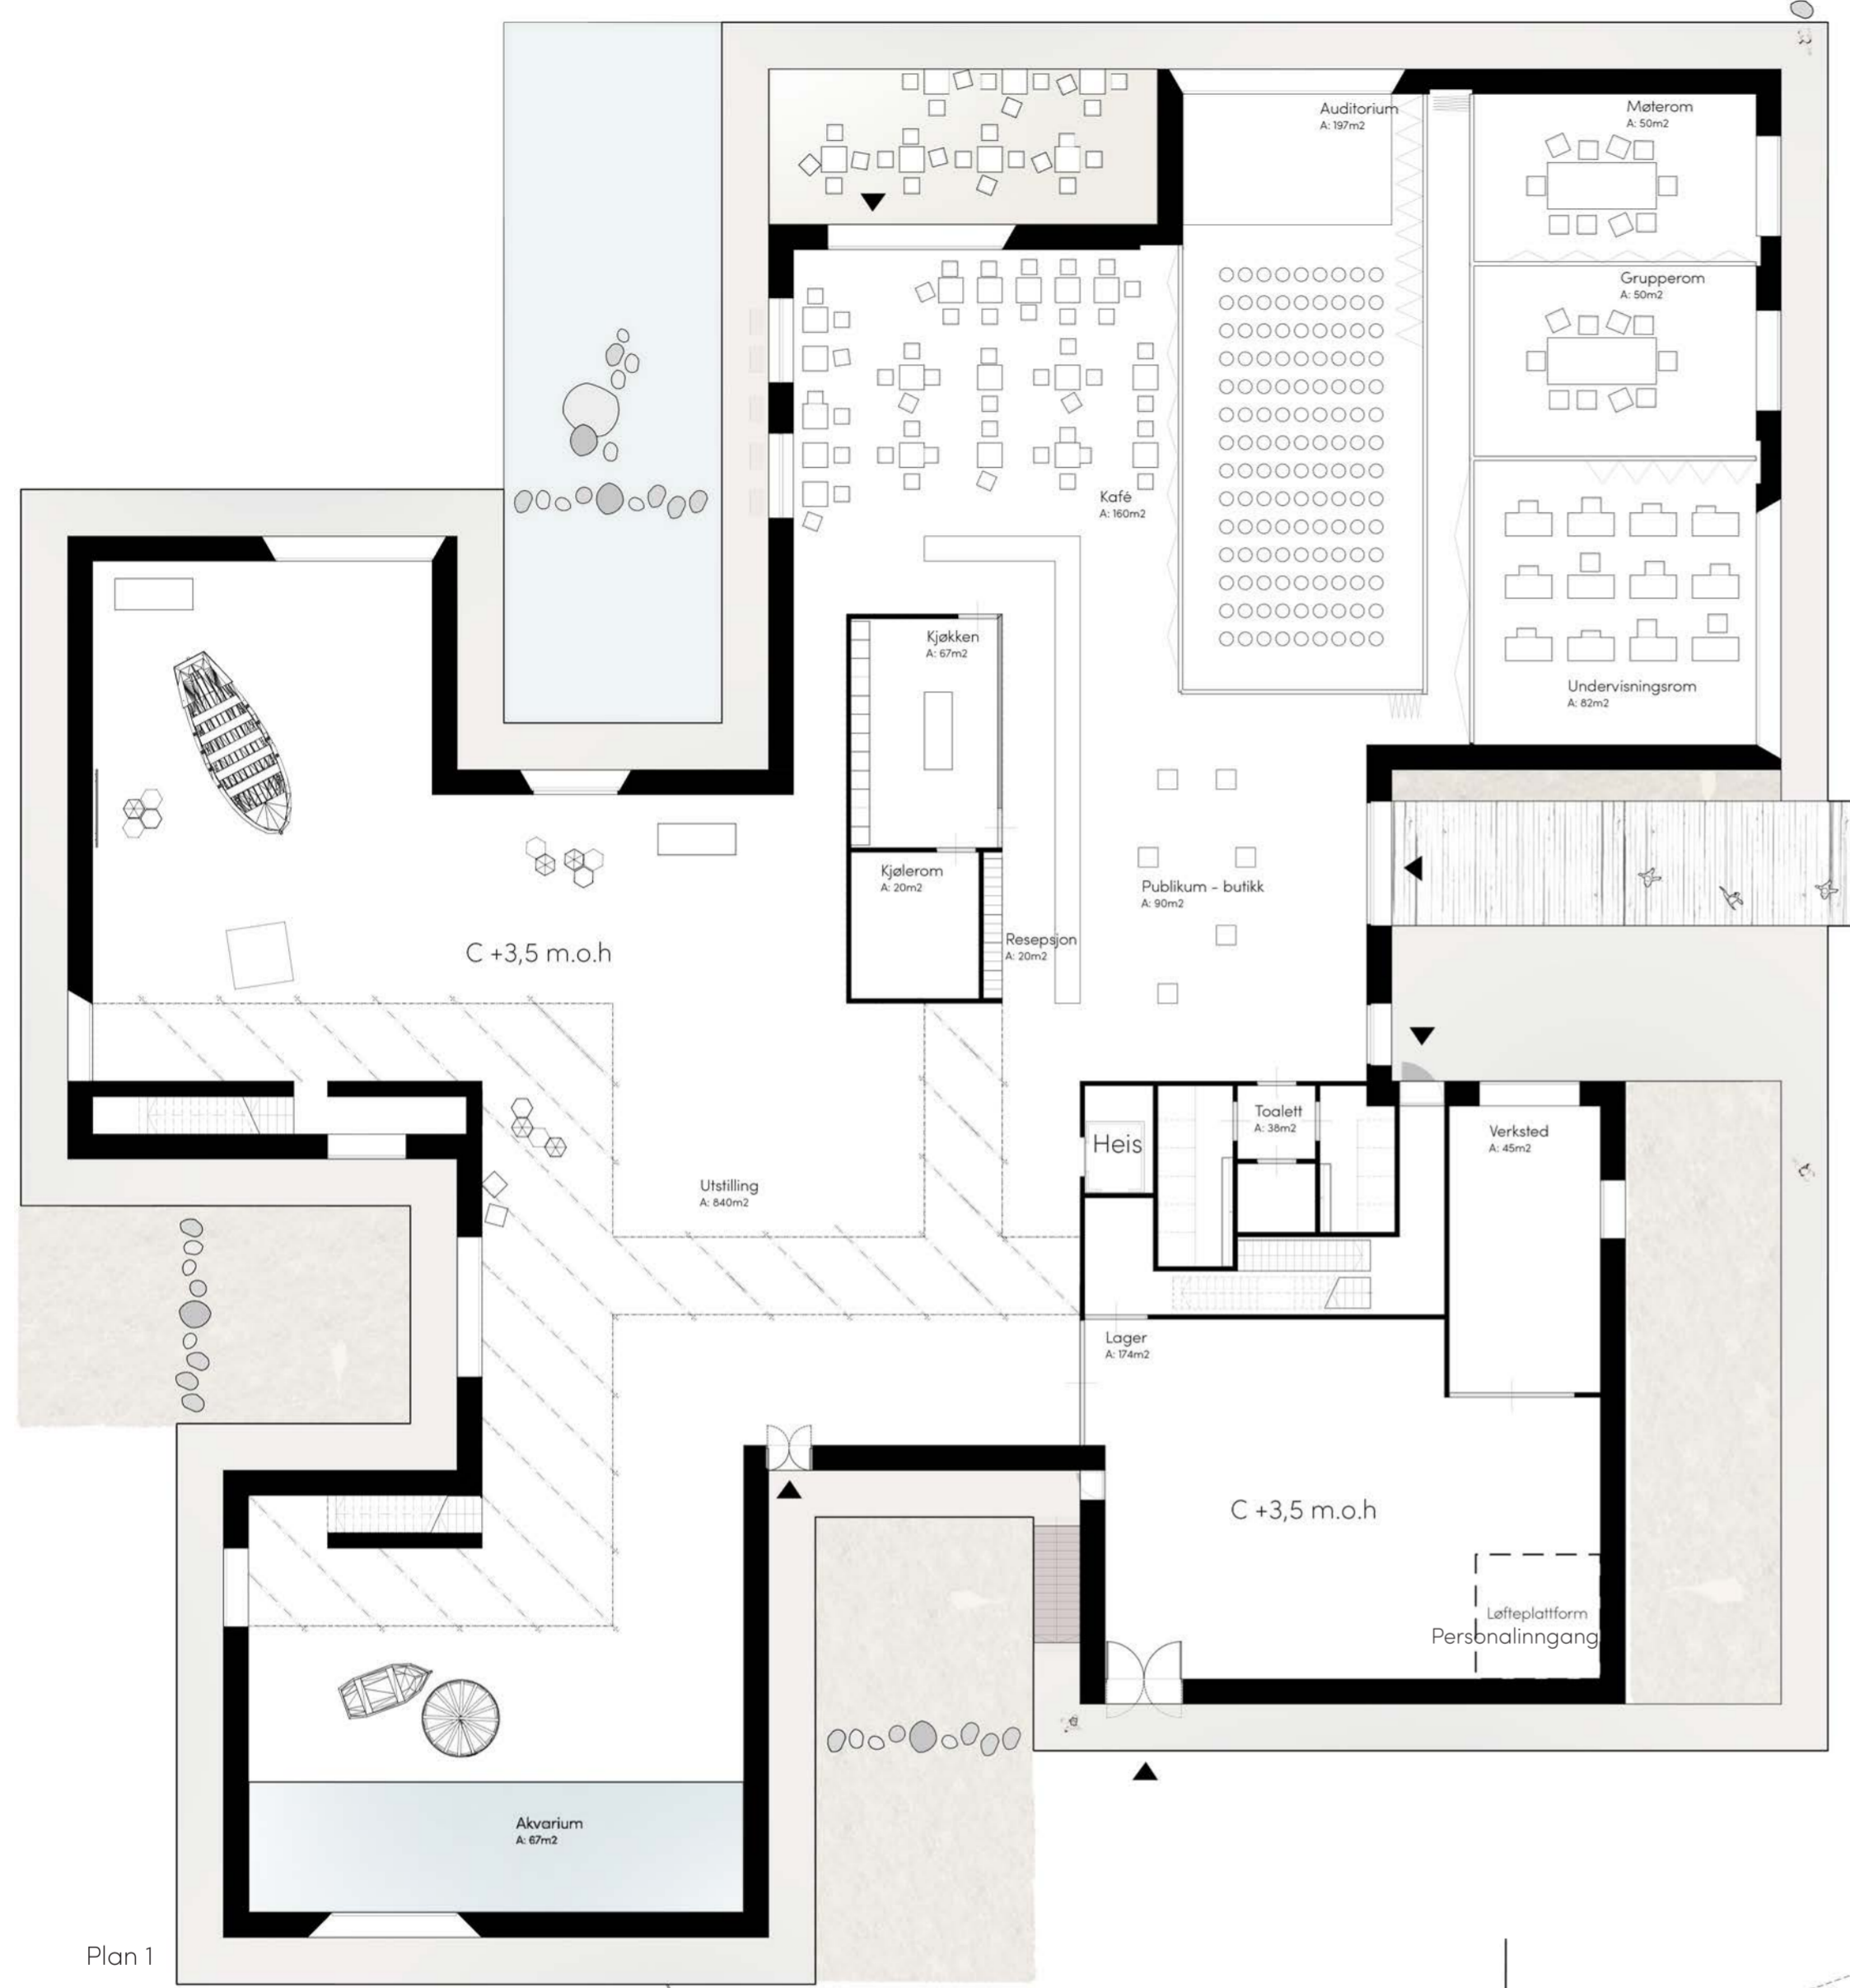 Auditorium
A: 197m2
Møterom
A: 50m2
Grupperom
A: 50m2
Kafé
A: 160m2
Kjøkken
A: 67m2
Undervisningsrom
A: 82m2
Kjølerom
A: 20m2
Publikum - butikk
A: 90m2
Resepsjon
A: 20m2
C +3,5 m.o.h
Heis
Toalett
A: 38m2
Verksted
A: 45m2
Utstilling
A: 840m2
Lager
A: 174m2
C +3,5 m.o.h
Løfteplattform
Personalinngang
Akvarium
A: 67m2
Plan 1